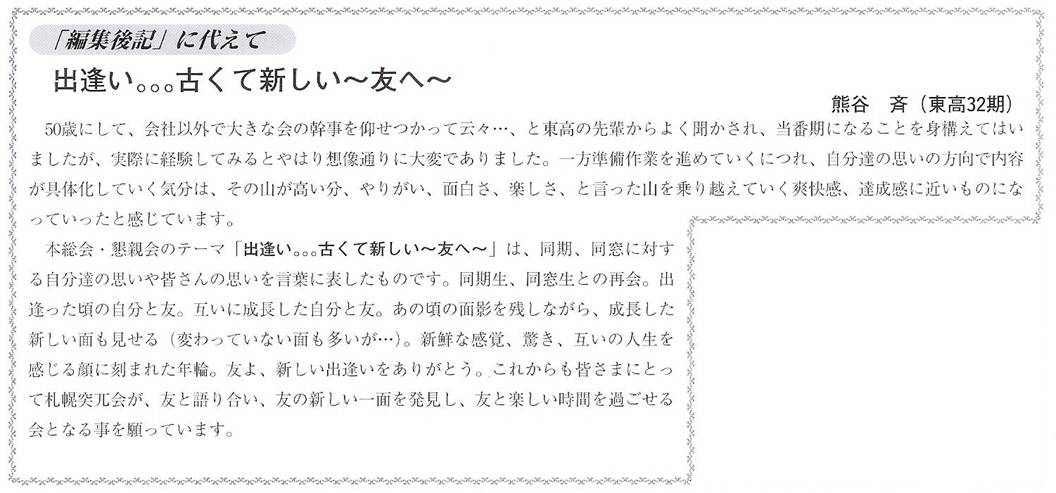 「編集後記」に代えて
出逢い｡｡｡古くて新しい～友へ～
熊谷　斉（東高32期）
50歳にして、会社以外で大きな会の幹事を仰せつかって云々…、と東高の先輩からよく聞かされ、当番期になることを身構えてはい
ましたが、実際に経験してみるとやはり想像通りに大変でありました。一方準備作業を進めていくにつれ、自分達の思いの方向で内容
が具体化していく気分は、その山が高い分、やりがい、面白さ、楽しさ、と言った山を乗り越えていく爽快感、達成感に近いものにな
っていったと感じています。
本総会・懇親会のテーマ「出逢い｡｡｡古くて新しい～友へ～」は、同期、同窓に対す
る自分達の思いや皆さんの思いを言葉に表したものです。同期生、同窓生との再会。出
逢った頃の自分と友。互いに成長した自分と友。あの頃の面影を残しながら、成長した
新しい面も見せる（変わっていない面も多いが…）。新鮮な感覚、驚き、互いの人生を
感じる顔に刻まれた年輪。友よ、新しい出逢いをありがとう。これからも皆さまにとっ
て札幌突兀会が、友と語り合い、友の新しい一面を発見し、友と楽しい時間を過ごせる
会となる事を願っています。